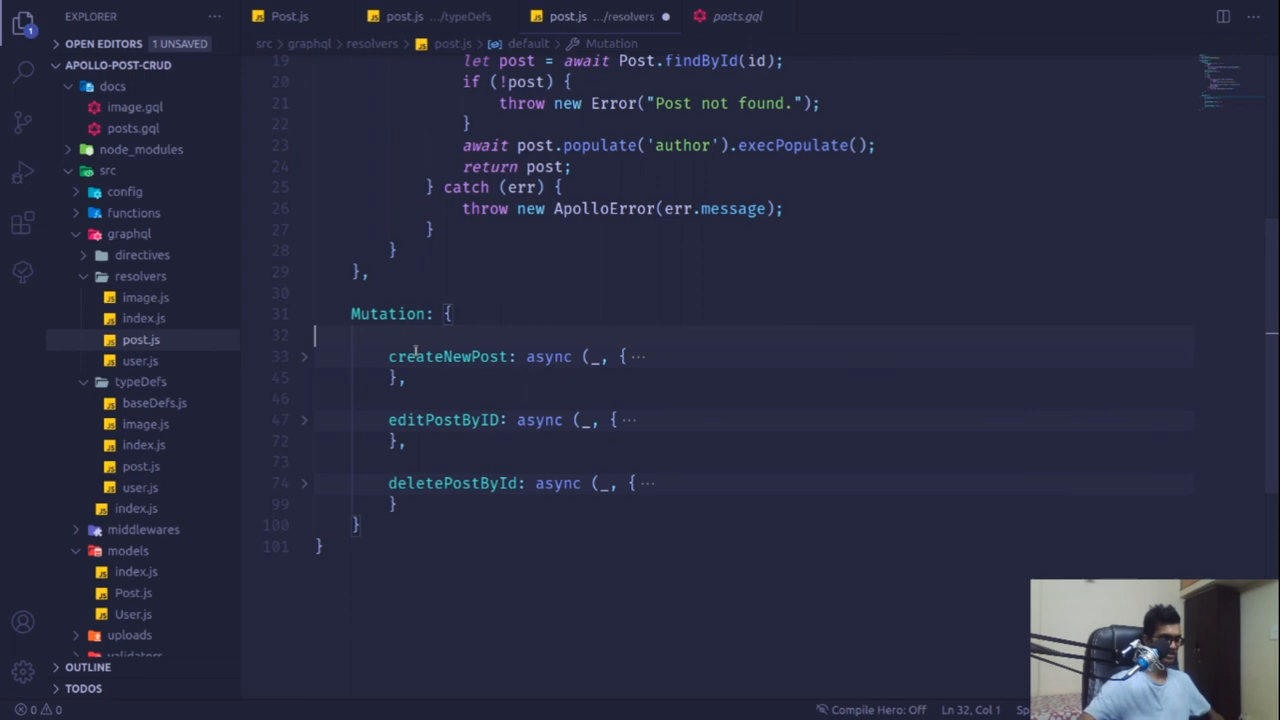 EXPLORER
OPEN EDITORS 1 UNSAVED
APOLLO-POST-CRUD
docs
image.gql
posts.gql
node_modules
src
config
functions
graphql
directives
resolvers
image.js
index.js
post.js
user.js
typeDefs
baseDefs.js
image.js
index.js
post.js
user.js
index.js
middlewares
models
index.js
Post.js
User.js
uploads
validators
OUTLINE
TODOS
1
Post.js
post.js .../typeDefs
post.js .../resolvers
posts.gql
src > graphql > resolvers > post.js > default > Mutation
19 let post = await Post.findById(id);
20 if (!post) {
21 throw new Error("Post not found.");
22 }
23 await post.populate('author').execPopulate();
24 return post;
25 } catch (err) {
26 throw new ApolloError(err.message);
27 }
28 }
29 },
30
31 Mutation: {
32
33 createNewPost: async (_, { ...
45 },
46
47 editPostByID: async (_, { ...
72 },
73
74 deletePostById: async (_, { ...
99 }
100 }
101 }
0 0
Compile Hero: Off
Ln 32, Col 1